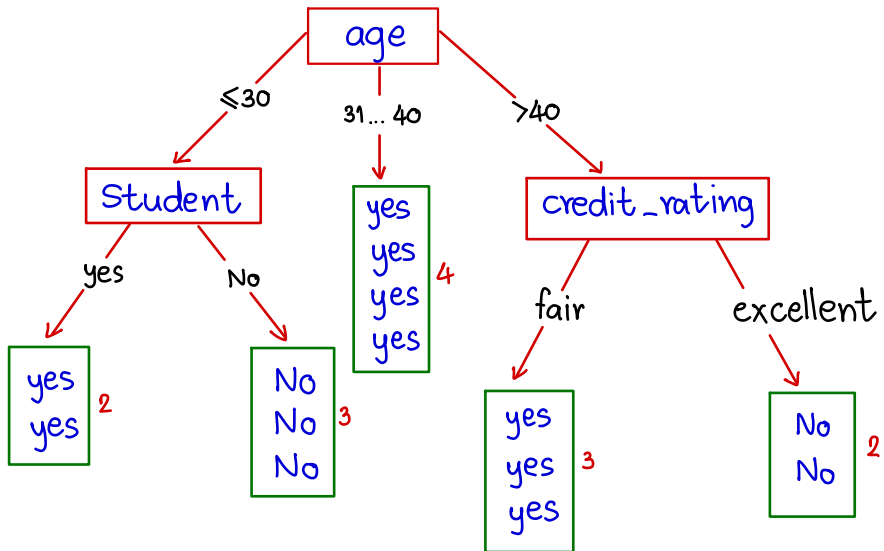 age
≤30
31... 40
>40
Student
yes
yes
yes
yes
4
credit_rating
yes
No
fair
excellent
yes
yes
2
No
No
No
3
yes
yes
yes
3
No
No
2